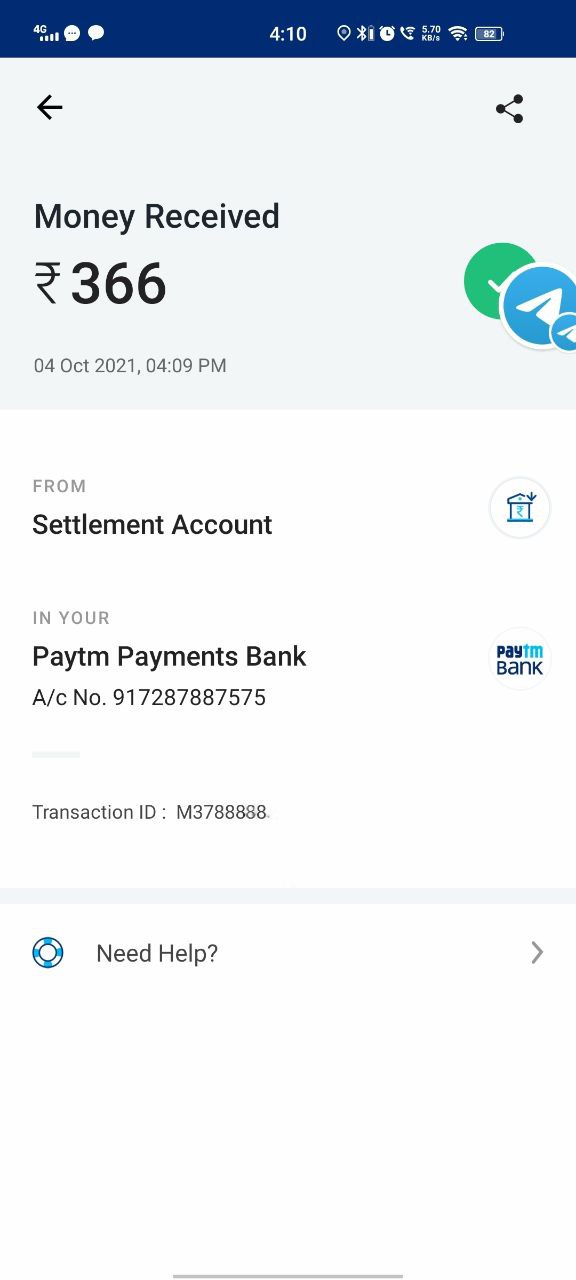 4G
4:10
5.70
KB/s
82
Money Received
₹366
04 Oct 2021, 04:09 PM
FROM
Settlement Account
IN YOUR
Paytm Payments Bank
paytm
BANK
A/c No. 917287887575
Transaction ID : M3788888
Need Help?